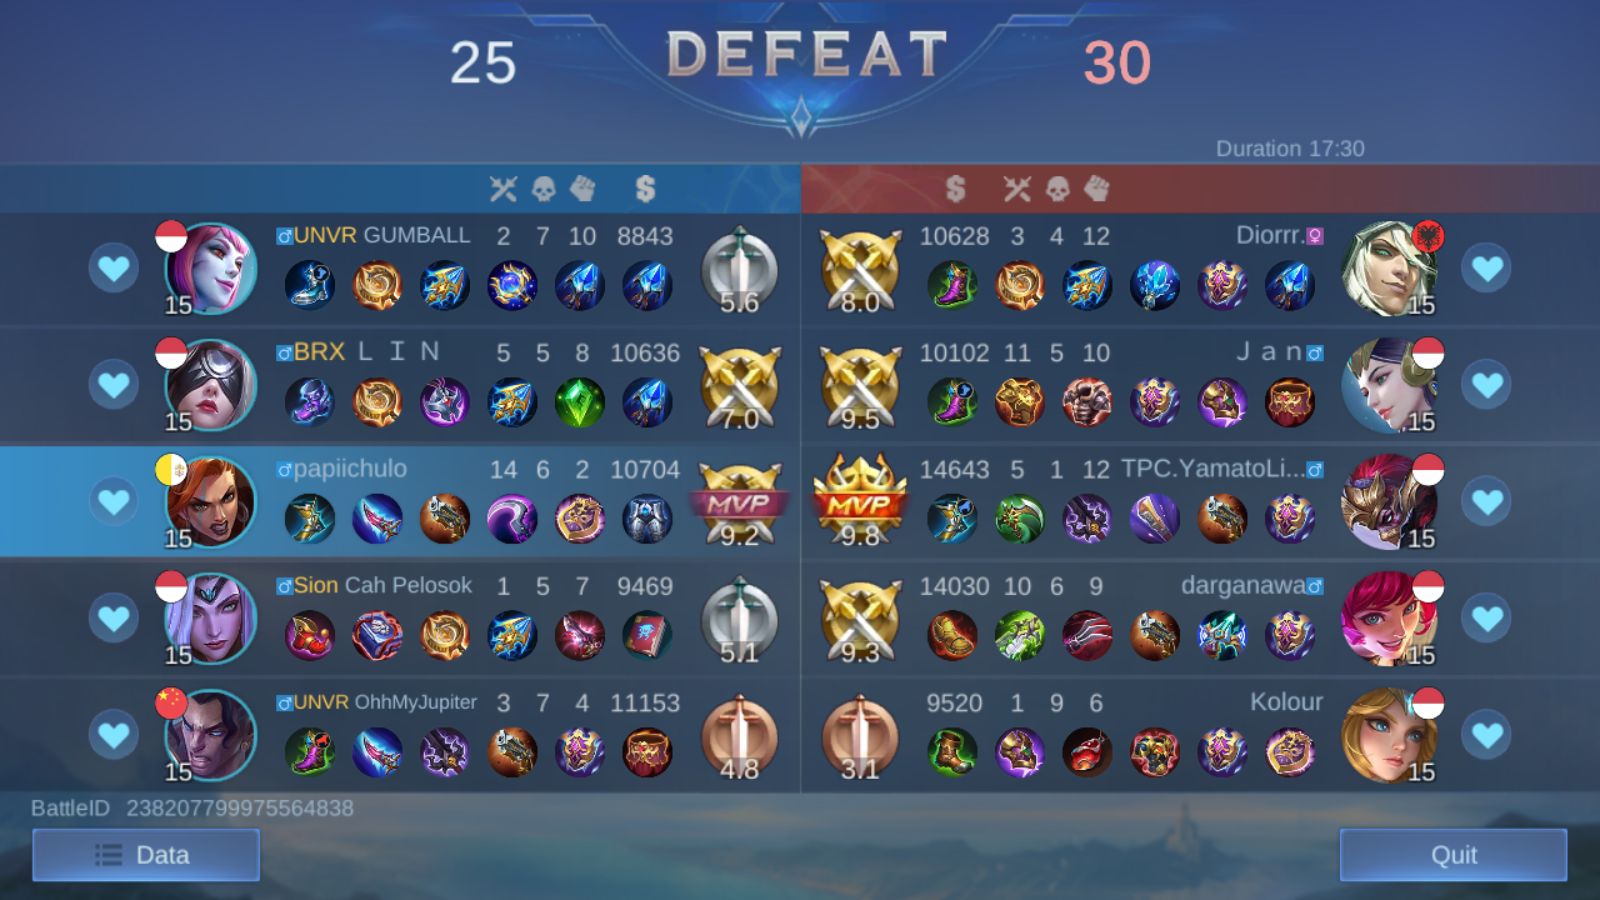 25 DEFEAT 30
Duration 17:30
UNVR GUMBALL 2 7 10 8843
15 5.6
10628 3 4 12 Diorrr.
8.0 15
BRX L I N 5 5 8 10636
15 7.0
10102 11 5 10 J a n
9.5 15
papiichulo 14 6 2 10704
15 MVP 9.2
14643 5 1 12 TPC.YamatoLi...
MVP 9.8 15
Sion Cah Pelosok 1 5 7 9469
15 5.1
14030 10 6 9 darganawa
9.3 15
UNVR OhhMyJupiter 3 7 4 11153
15 4.8
9520 1 9 6 Kolour
3.1 15
BattleID 238207799975564838
Data
Quit